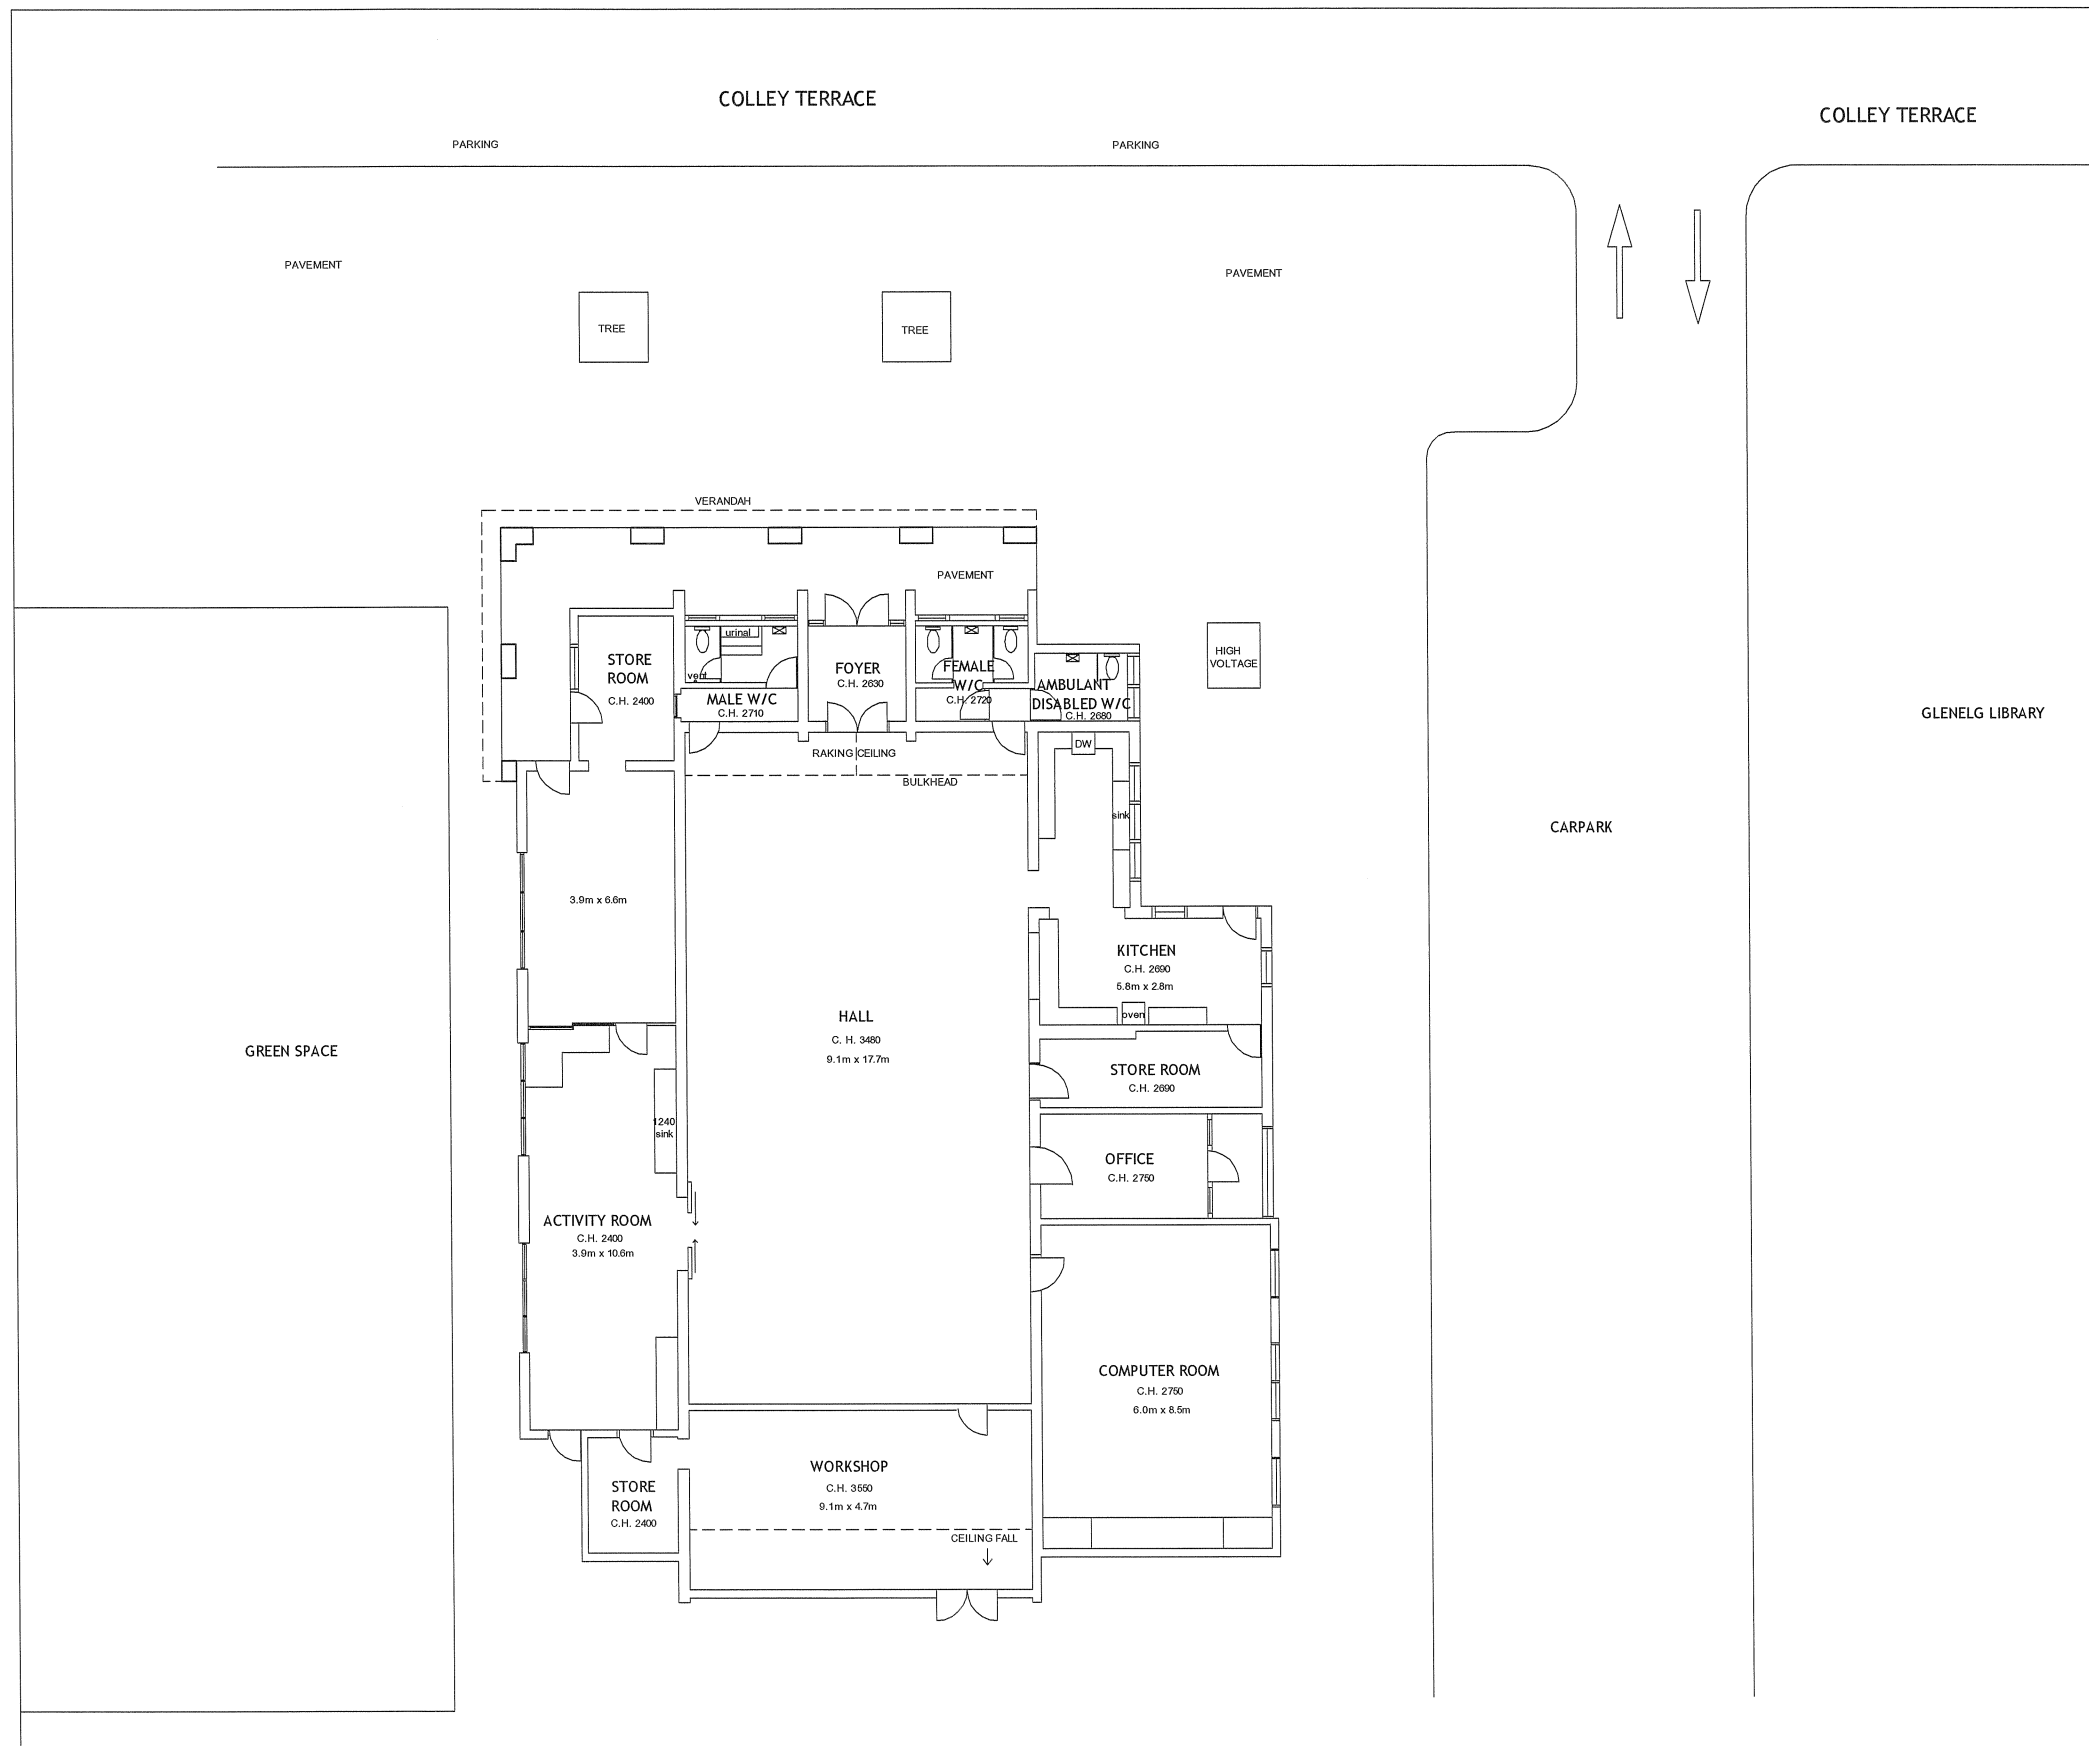 COLLEY TERRACE
COLLEY TERRACE
PARKING
PARKING
PAVEMENT
PAVEMENT
TREE
TREE
VERANDAH
PAVEMENT
urinal
STORE
ROOM
C.H. 2400
vent
MALE W/C
C.H. 2710
FOYER
C.H. 2630
FEMALE
W/C
C.H. 2720
AMBULANT
DISABLED W/C
C.H. 2680
HIGH
VOLTAGE
GLENELG LIBRARY
DW
RAKING CEILING
BULKHEAD
sink
CARPARK
3.9m x 6.6m
KITCHEN
C.H. 2690
5.8m x 2.8m
oven
HALL
C. H. 3480
9.1m x 17.7m
GREEN SPACE
STORE ROOM
C.H. 2690
1240
sink
OFFICE
C.H. 2750
ACTIVITY ROOM
C.H. 2400
3.9m x 10.6m
COMPUTER ROOM
C.H. 2750
6.0m x 8.5m
WORKSHOP
C.H. 3550
9.1m x 4.7m
STORE
ROOM
C.H. 2400
CEILING FALL